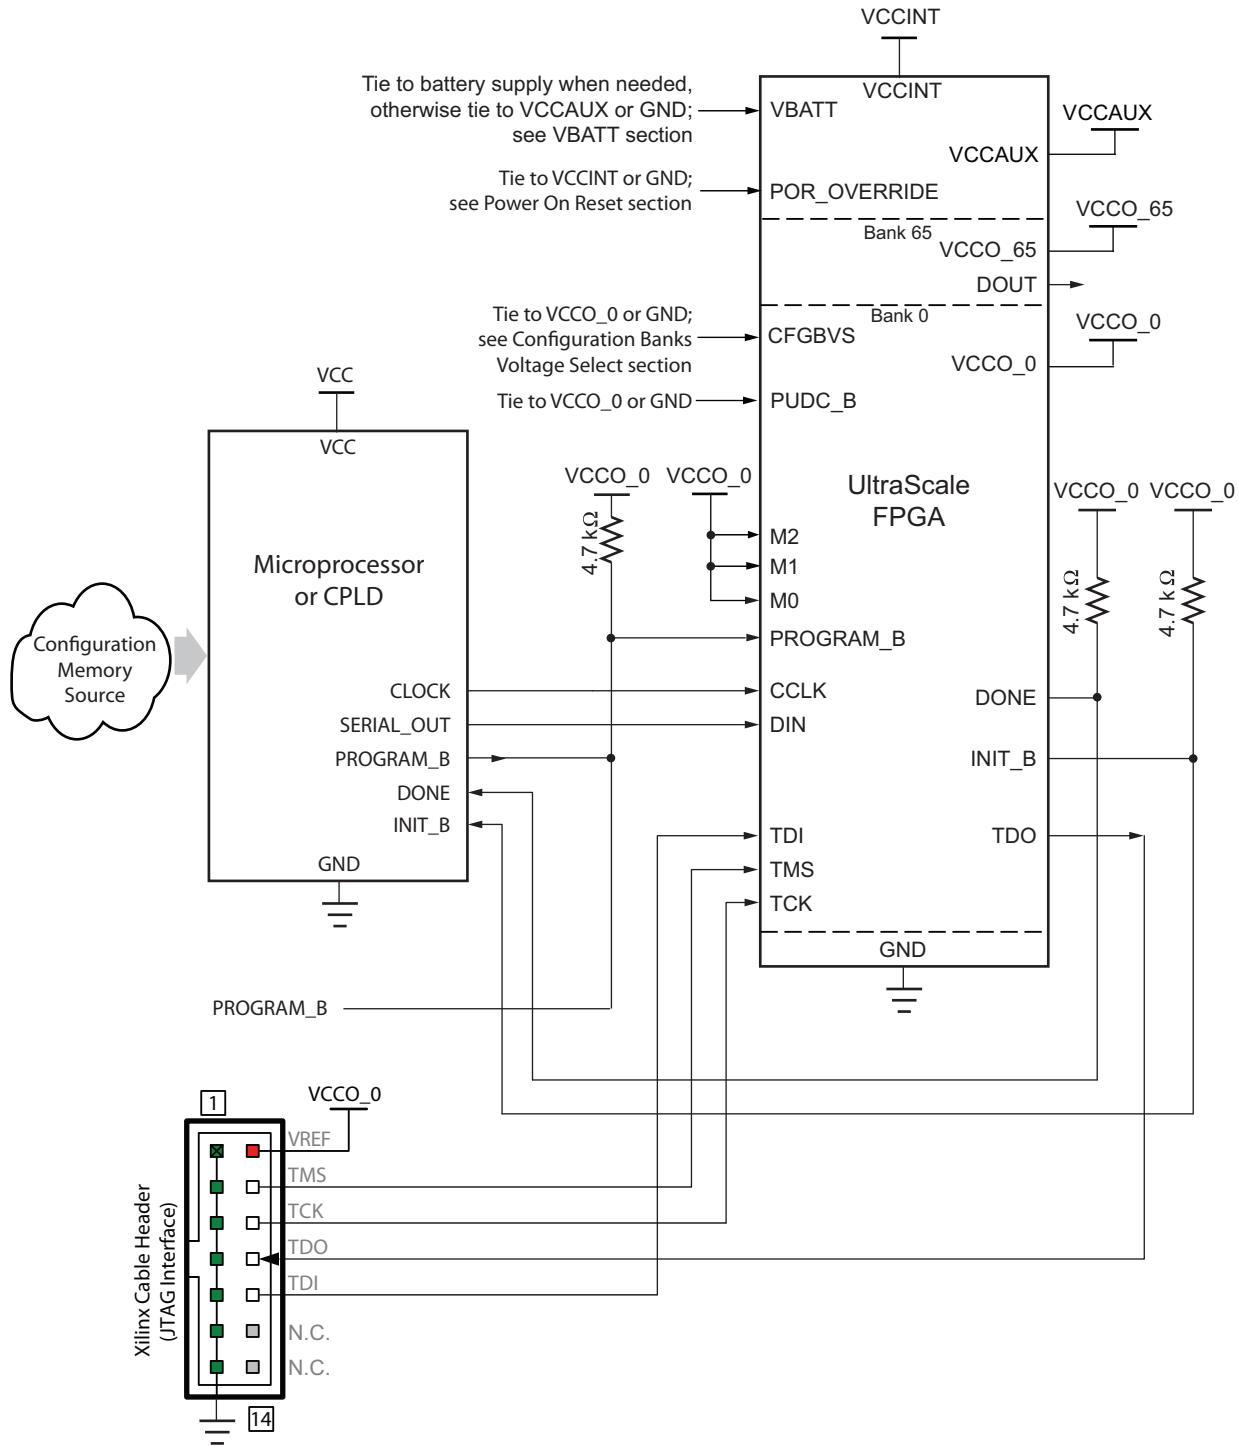 VCCINT
VCCINT
Tie to battery supply when needed,
otherwise tie to VCCAUX or GND;
see VBATT section
VBATT
VCCAUX
VCCAUX
Tie to VCCINT or GND;
see Power On Reset section
POR_OVERRIDE
VCCO_65
Bank 65
VCCO_65
DOUT
Bank 0
Tie to VCCO_0 or GND;
see Configuration Banks
Voltage Select section
CFGBVS
VCCO_0
VCCO_0
Tie to VCCO_0 or GND
PUDC_B
VCC
VCC
Microprocessor
or CPLD
Configuration
Memory
Source
CLOCK
SERIAL_OUT
PROGRAM_B
DONE
INIT_B
GND
VCCO_0
4.7 kΩ
VCCO_0
UltraScale
FPGA
M2
M1
M0
PROGRAM_B
CCLK
DIN
TDI
TMS
TCK
VCCO_0
VCCO_0
4.7 kΩ
4.7 kΩ
DONE
INIT_B
TDO
GND
PROGRAM_B
1
VCCO_0
VREF
TMS
TCK
TDO
TDI
N.C.
N.C.
14
Xilinx Cable Header
(JTAG Interface)